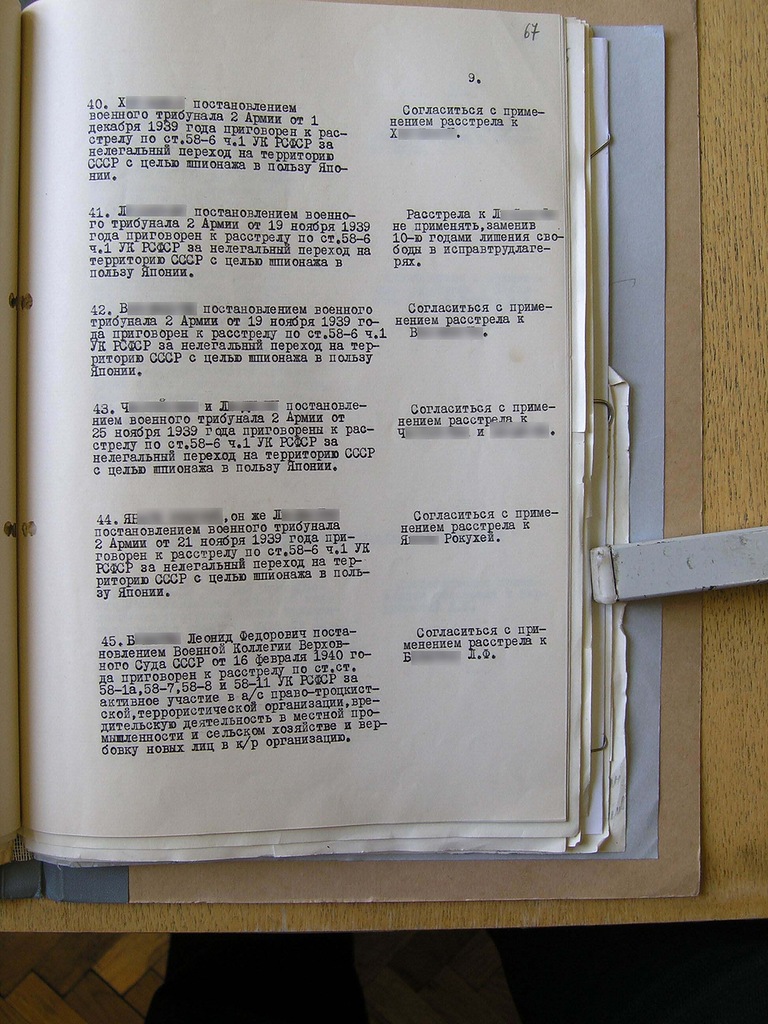 67
9.
40. Х постановлением
военного трибунала 2 Армии от 1
декабря 1939 года приговорен к рас-
стрелу по ст.58-6 ч.1 УК РСФСР за
нелегальный переход на территорию
СССР с целью шпионажа в пользу Япо-
нии.
Согласиться с приме-
нением расстрела к
Х .
41. Л постановлением военно-
го трибунала 2 Армии от 19 ноября 1939
года приговорен к расстрелу по ст.58-6
ч.1 УК РСФСР за нелегальный переход на
территорию СССР с целью шпионажа в
пользу Японии.
Расстрела к Л
не применять,заменив
10-ю годами лишения сво-
боды в исправтрудлаге-
рях.
42. В постановлением военного
трибунала 2 Армии от 19 ноября 1939 го-
да приговорен к расстрелу по ст.58-6 ч.1
УК РСФСР за нелегальный переход на тер-
риторию СССР с целью шпионажа в пользу
Японии.
Согласиться с приме-
нением расстрела к
В .
43. Ч и Л постановле-
нием военного трибунала 2 Армии от
25 ноября 1939 года приговорены к рас-
стрелу по ст.58-6 ч.1 УК РСФСР за
нелегальный переход на территорию СССР
с целью шпионажа в пользу Японии.
Согласиться с приме-
нением расстрела к
Ч и .
44. ЯН ,он же Л
постановлением военного трибунала
2 Армии от 21 ноября 1939 года при-
говорен к расстрелу по ст.58-6 ч.1 УК
РСФСР за нелегальный переход на тер-
риторию СССР с целью шпионажа в поль-
зу Японии.
Согласиться с приме-
нением расстрела к
Я Рокухей.
45. Б Леонид Федорович поста-
новлением Военной Коллегии Верхов-
ного Суда СССР от 16 февраля 1940 го-
да приговорен к расстрелу по ст.ст.
58-1а,58-7,58-8 и 58-11 УК РСФСР за
активное участие в а/с право-троцкист-
ской,террористической организации,вре-
дительскую деятельность в местной про-
мышленности и сельском хозяйстве и вер-
бовку новых лиц в к/р организацию.
Согласиться с при-
менением расстрела к
Б Л.Ф.